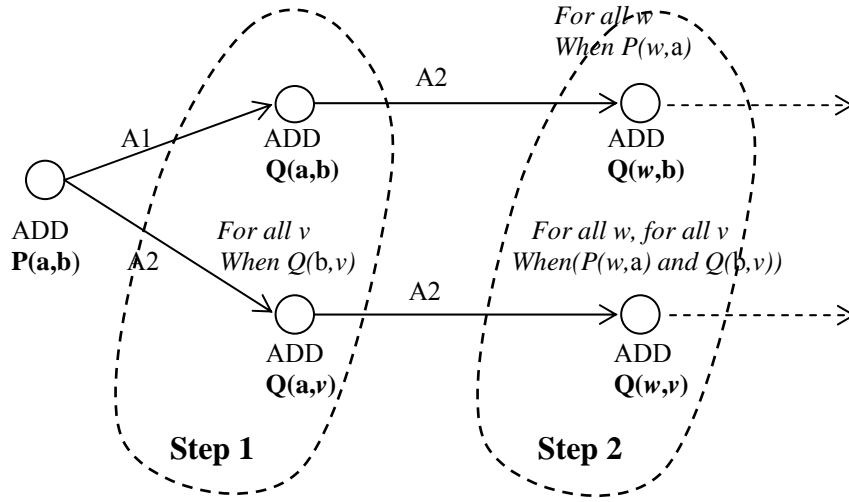 For all w
When P(w,a)
A2
A1
ADD
Q(a,b)
ADD
Q(w,b)
ADD
P(a,b)
A2
For all v
When Q(b,v)
For all w, for all v
When(P(w,a) and Q(b,v))
A2
ADD
Q(a,v)
ADD
Q(w,v)
Step 1
Step 2